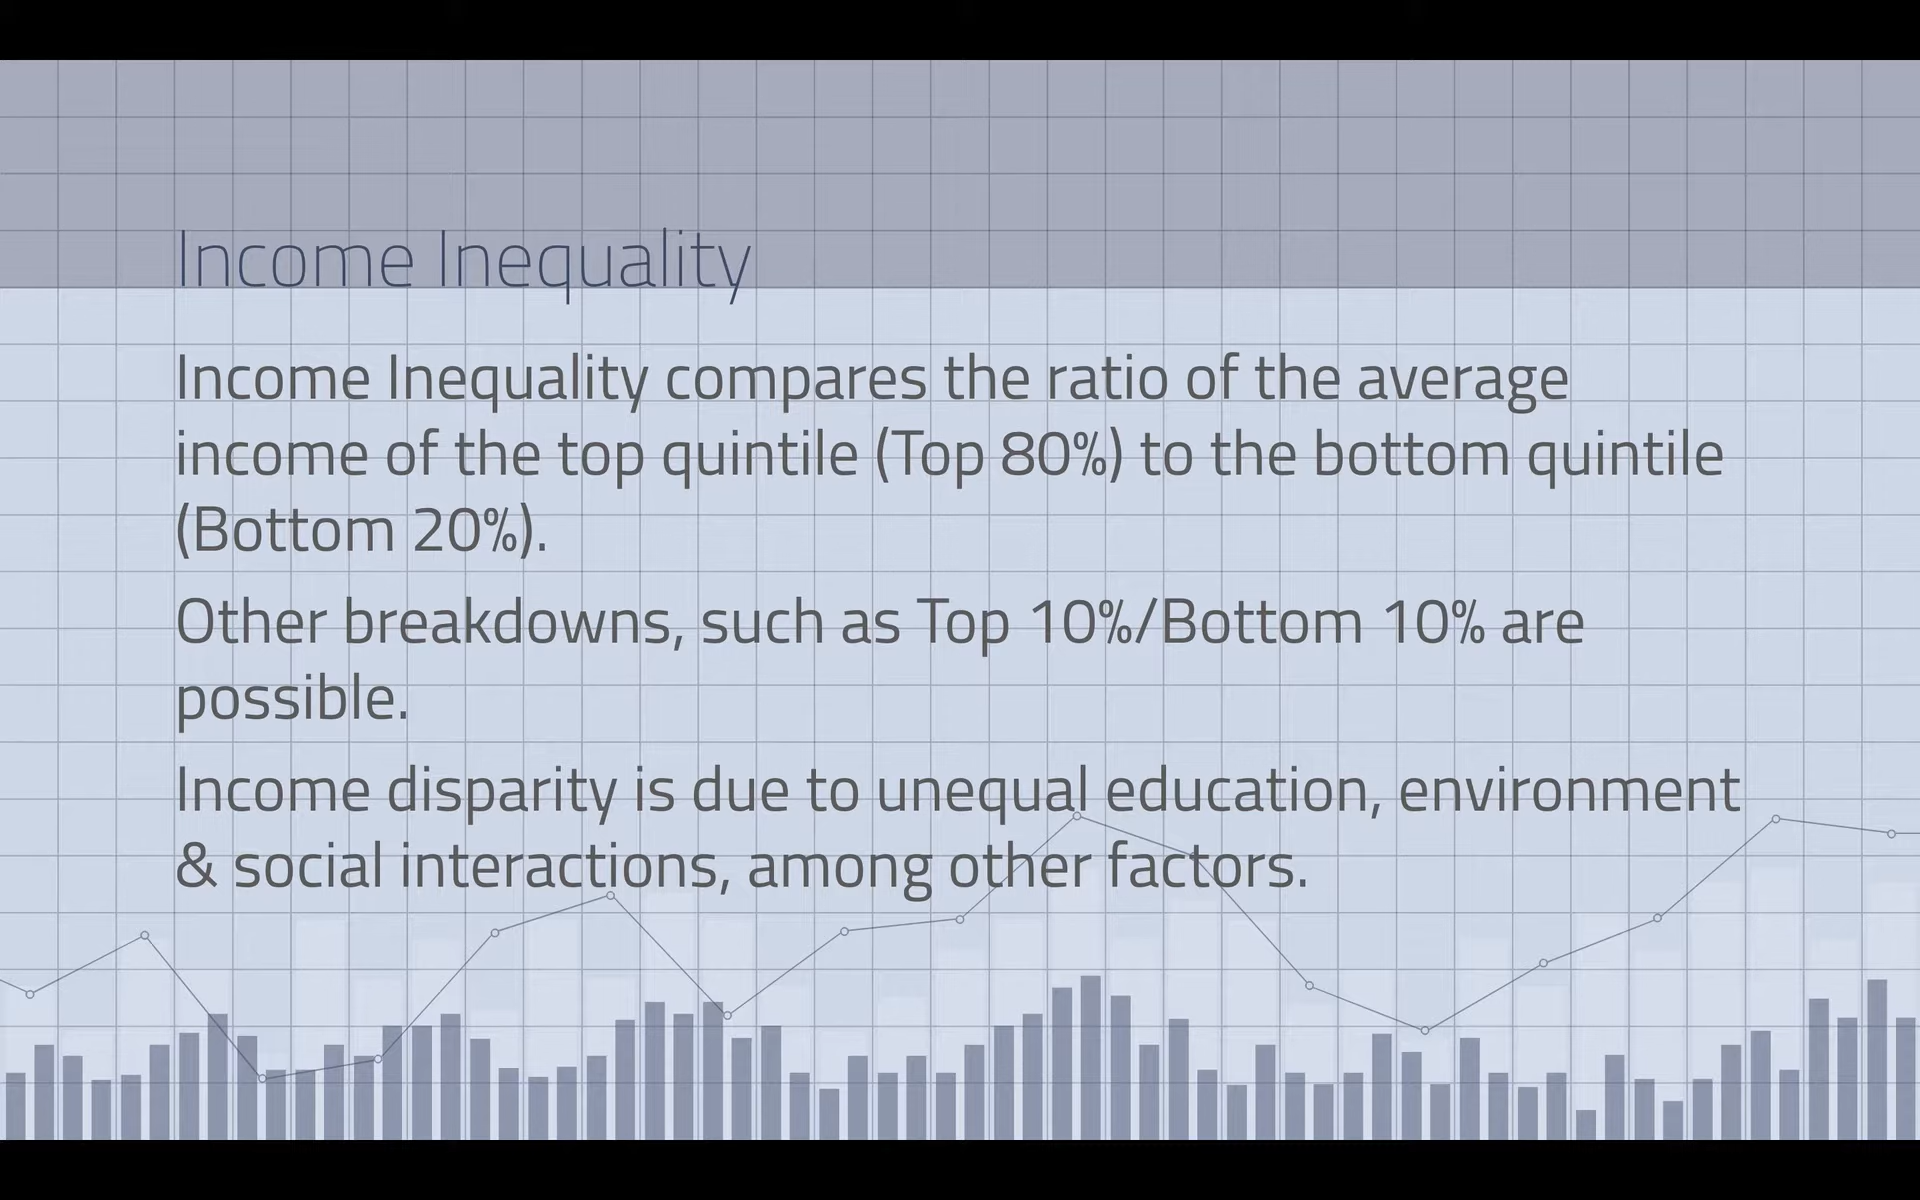 Income Inequality
Income Inequality compares the ratio of the average
income of the top quintile (Top 80%) to the bottom quintile
(Bottom 20%).
Other breakdowns, such as Top 10%/Bottom 10% are
possible.
Income disparity is due to unequal education, environment
& social interactions, among other factors.